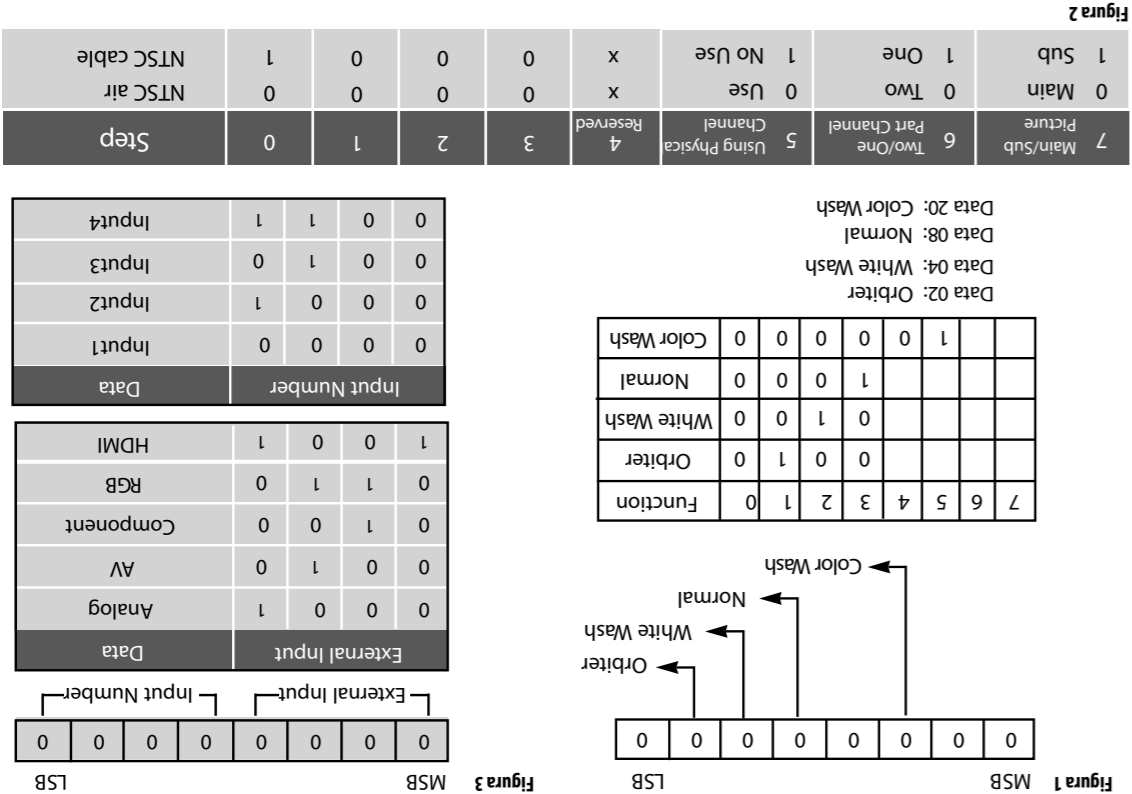 Figura 1
MSB LSB
0 0 0 0 0 0 0 0
Orbiter
White Wash
Normal
Color Wash
7 6 5 4 3 2 1 0 Function
0 0 1 0 Orbiter
0 1 0 0 White Wash
1 0 0 0 Normal
1 0 0 0 0 0 Color Wash
Data 02: Orbiter
Data 04: White Wash
Data 08: Normal
Data 20: Color Wash
Figura 3
MSB LSB
0 0 0 0 0 0 0 0
External Input Input Number
External Input Data
0 0 0 1 Analog
0 0 1 0 AV
0 1 0 0 Component
0 1 1 0 RGB
1 0 0 1 HDMI
Input Number Data
0 0 0 0 Input1
0 0 0 1 Input2
0 0 1 0 Input3
0 0 1 1 Input4
7 Main/Sub Picture 6 Two/One Part Channel 5 Using Physica Channel 4 Reserved 3 2 1 0 Step
0 Main 0 Two 0 Use x 0 0 0 0 NTSC air
1 Sub 1 One 1 No Use x 0 0 0 1 NTSC cable
Figura 2